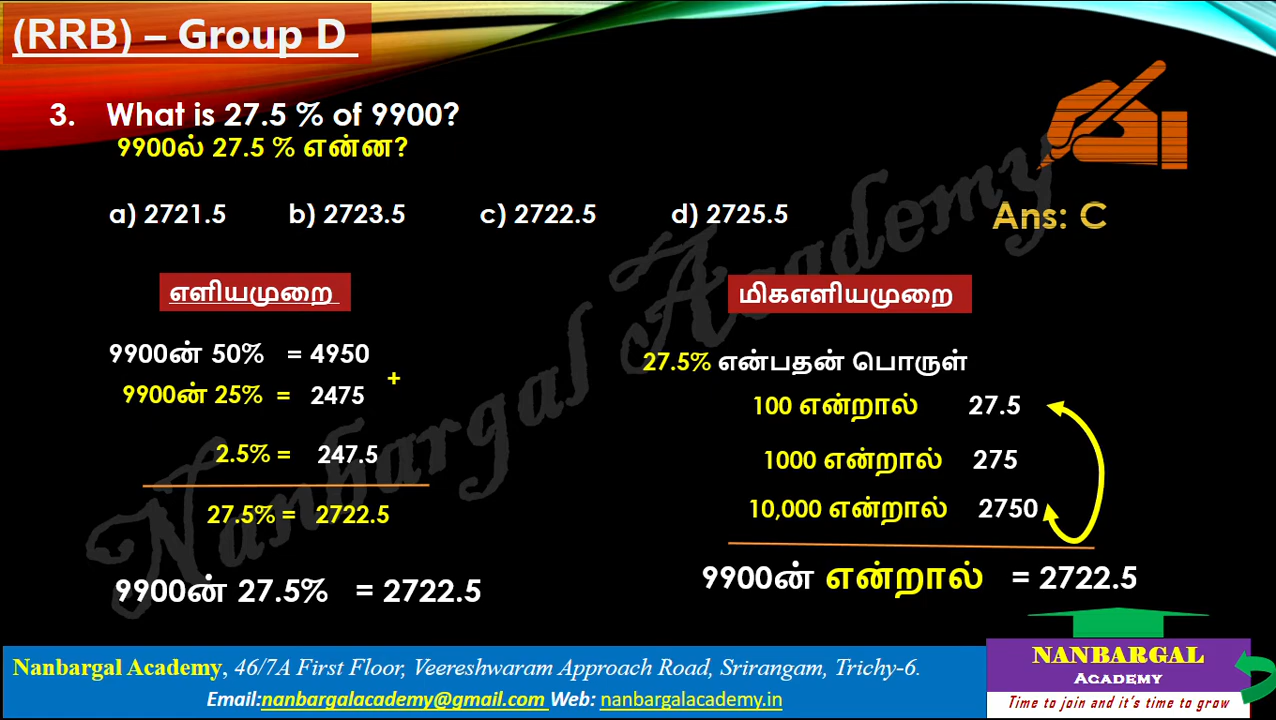 (RRB) – Group D
3. What is 27.5 % of 9900?
9900ல் 27.5 % என்ன?
a) 2721.5 b) 2723.5 c) 2722.5 d) 2725.5
Ans: C
எளியமுறை
9900ன் 50% = 4950
9900ன் 25% = 2475
+
2.5% = 247.5
27.5% = 2722.5
9900ன் 27.5% = 2722.5
மிகஎளியமுறை
27.5% என்பதன் பொருள்
100 என்றால் 27.5
1000 என்றால் 275
10,000 என்றால் 2750
9900ன் என்றால் = 2722.5
Nanbargal Academy
Nanbargal Academy, 46/7A First Floor, Veereshwaram Approach Road, Srirangam, Trichy-6.
Email:nanbargalacademy@gmail.com Web: nanbargalacademy.in
NANBARGAL
ACADEMY
Time to join and it's time to grow